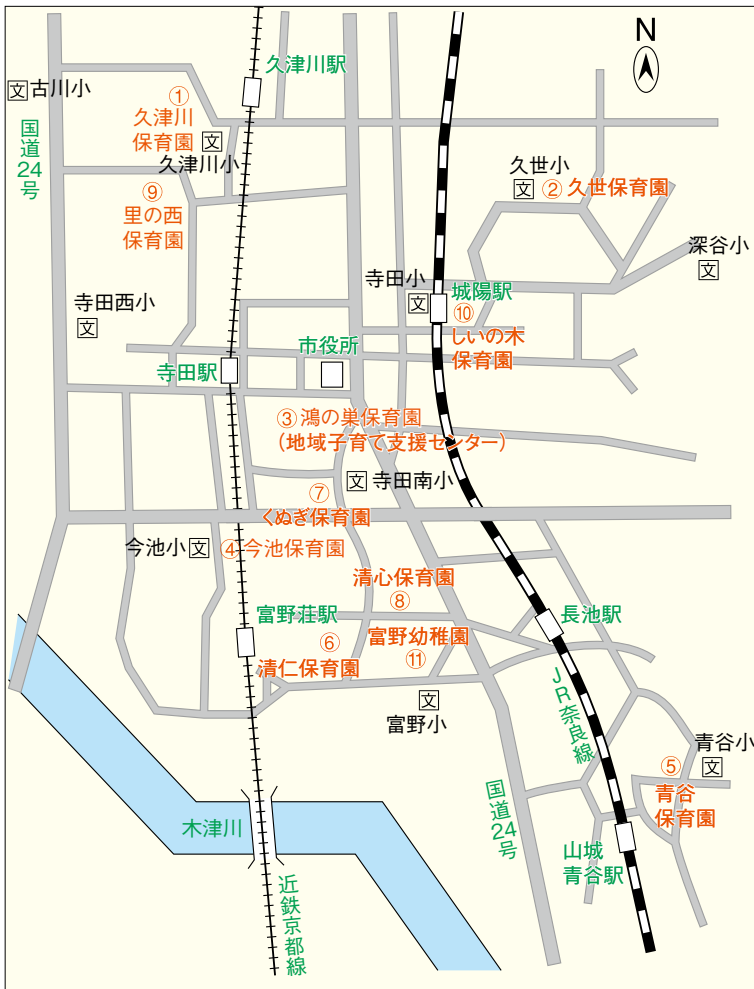 N
久津川駅
古川小
①
久津川
保育園
久津川小
国道24号
久世小
② 久世保育園
⑨
里の西
保育園
深谷小
寺田小
城陽駅
⑩
しいの木
保育園
寺田西小
市役所
寺田駅
③ 鴻の巣保育園
(地域子育て支援センター)
寺田南小
⑦
くぬぎ保育園
今池小
④ 今池保育園
清心保育園
⑧
富野荘駅
長池駅
⑥
清仁保育園
富野幼稚園
⑪
富野小
JR奈良線
青谷小
⑤
青谷
保育園
国道24号
木津川
山城
青谷駅
近鉄京都線
文
文
文
文
文
文
文
文
文
文